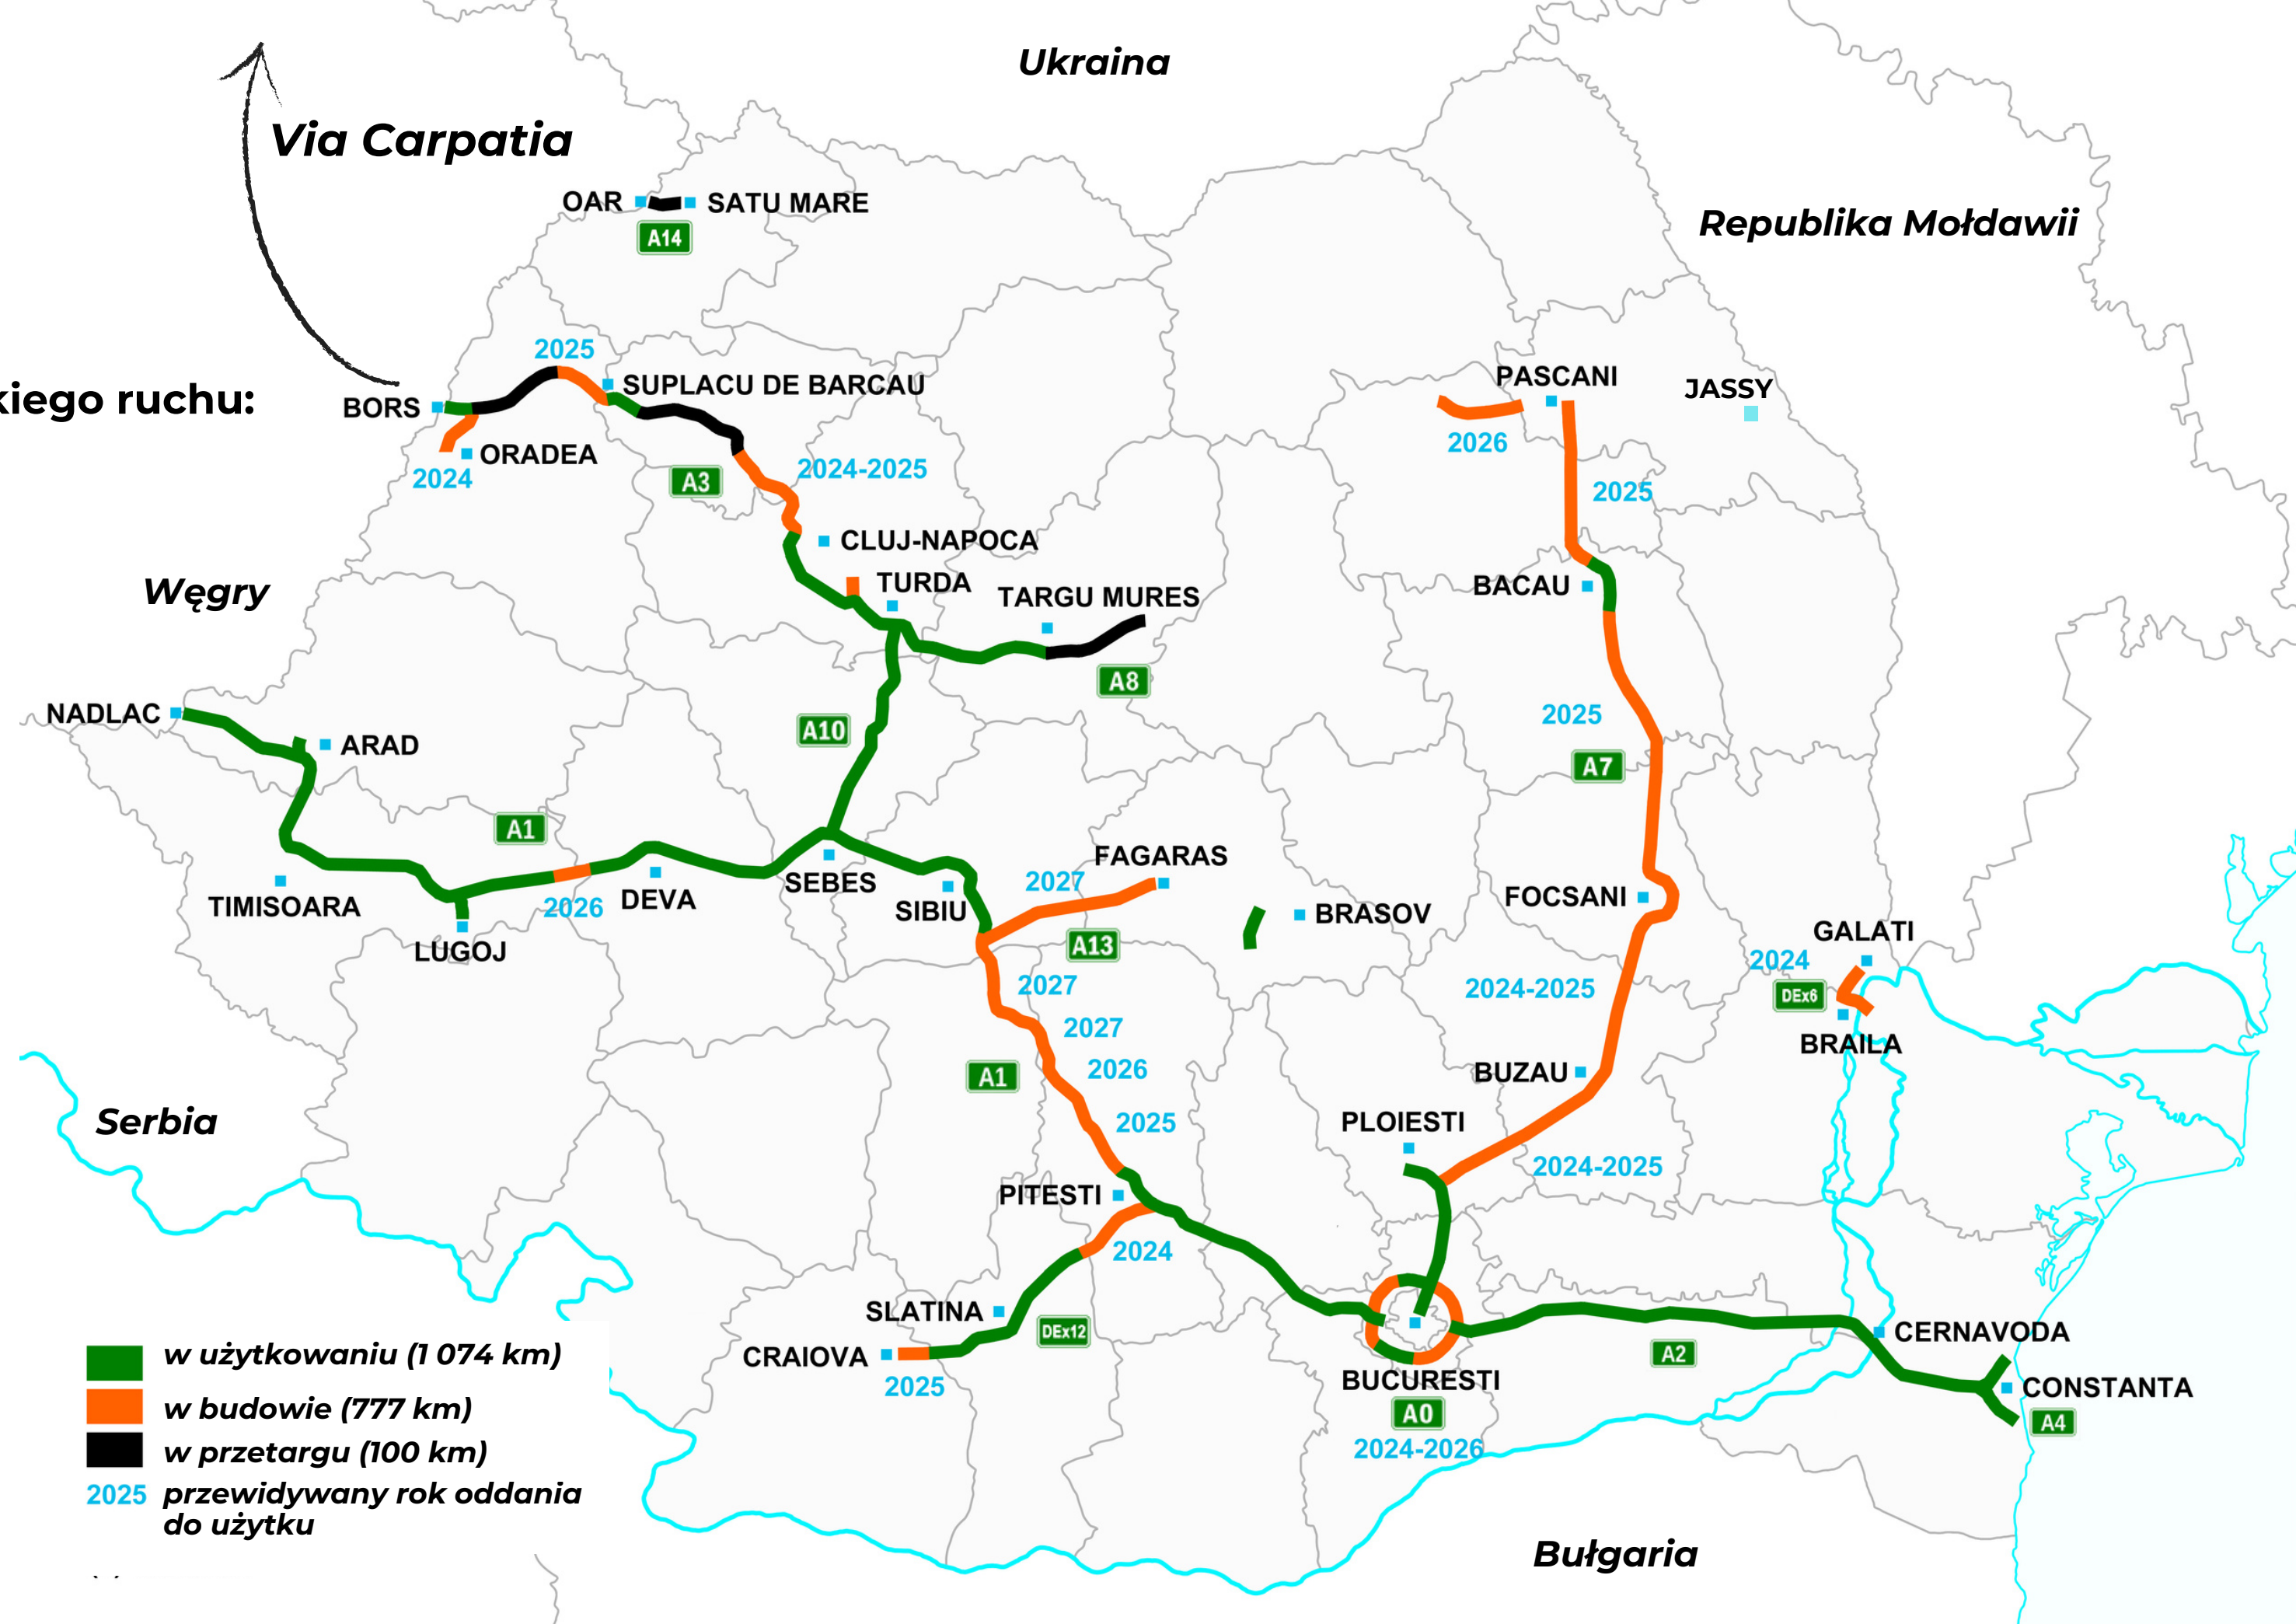 Ukraina
Via Carpatia
OAR
SATU MARE
A14
Republika Mołdawii
2025
SUPLACU DE BARCAU
PASCANI
JASSY
kiego ruchu:
BORS
ORADEA
2024
2026
A3
2024-2025
2025
CLUJ-NAPOCA
Węgry
TURDA
TARGU MURES
BACAU
A8
NADLAC
ARAD
A10
2025
A7
A1
TIMISOARA
LUGOJ
2026
DEVA
SEBES
SIBIU
2027
FAGARAS
A13
BRASOV
FOCSANI
GALATI
2024
DEx6
BRAILA
2027
2027
2026
2025
A1
2024-2025
BUZAU
PLOIESTI
2024-2025
Serbia
PITESTI
2024
SLATINA
DEx12
CRAIOVA
2025
BUCURESTI
A0
2024-2026
A2
CERNAVODA
CONSTANTA
A4
w użytkowaniu (1 074 km)
w budowie (777 km)
w przetargu (100 km)
2025 przewidywany rok oddania
do użytku
Bułgaria